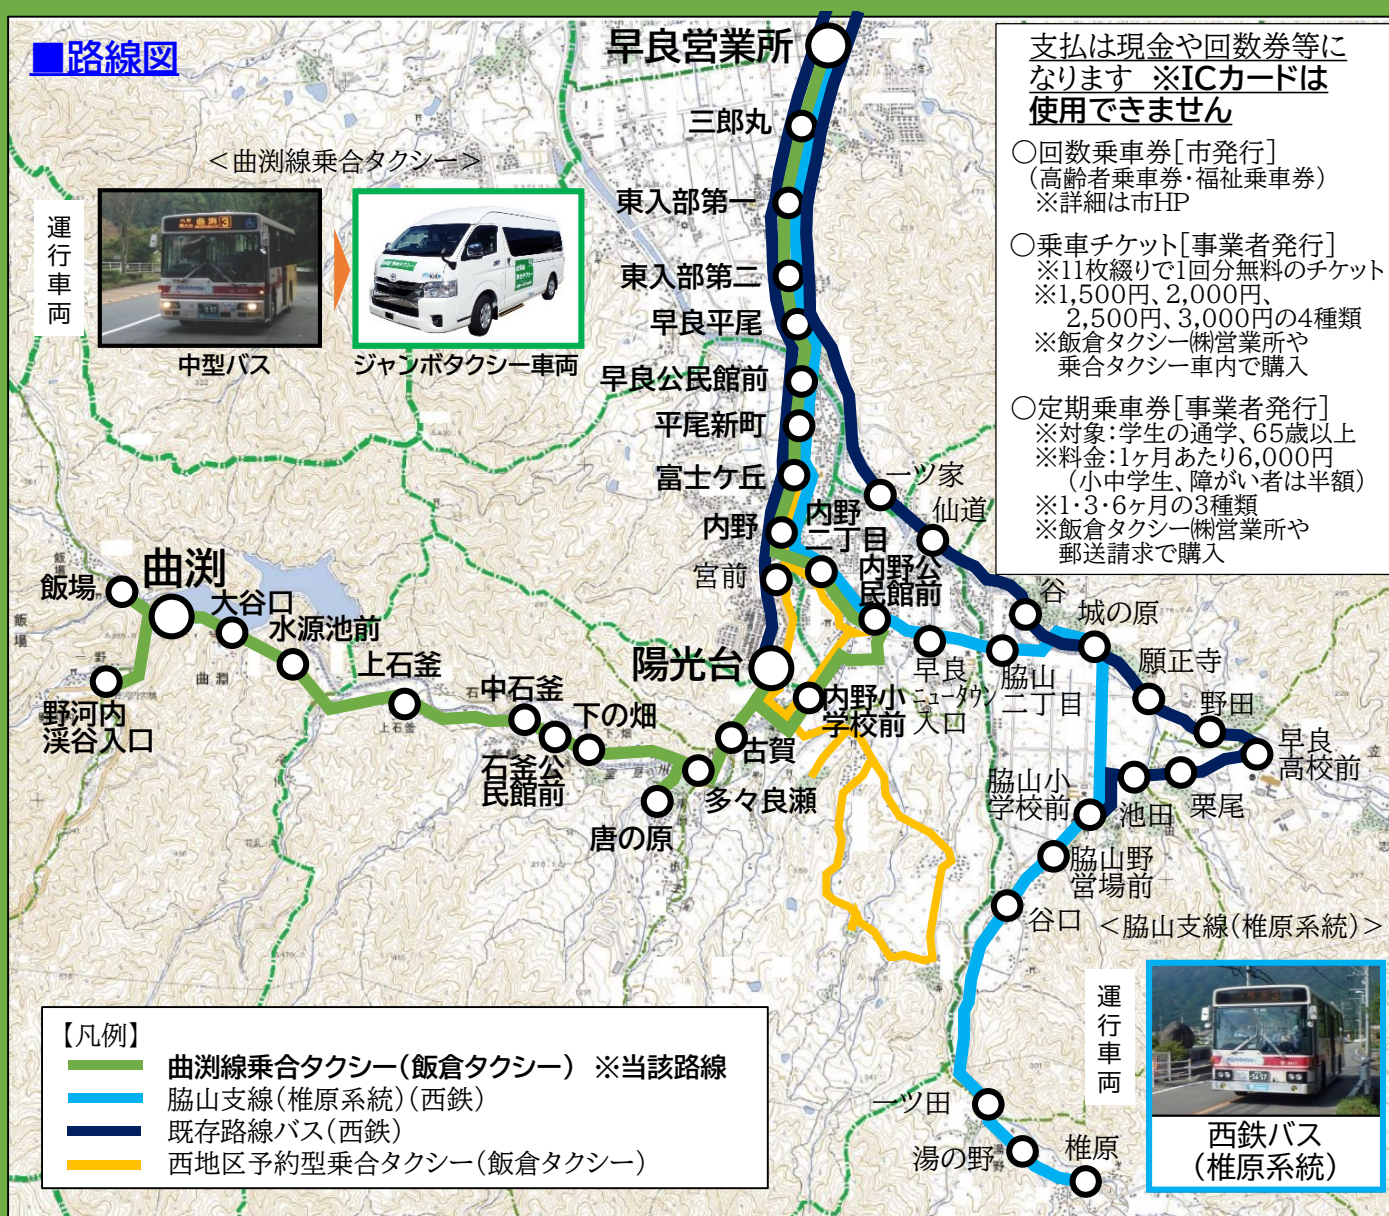 ■路線図
早良営業所
三郎丸
東入部第一
東入部第二
早良平尾
早良公民館前
平尾新町
富士ケ丘
内野
内野
二丁目
宮前
内野公
民館前
陽光台
内野小
学校前
早良
ニュータウン
入口
脇山
二丁目
一ツ家
仙道
谷
城の原
願正寺
野田
早良
高校前
栗尾
池田
脇山小
学校前
脇山野
営場前
谷口
一ツ田
湯の野
椎原
古賀
多々良瀬
唐の原
下の畑
石釜公
民館前
中石釜
上石釜
水源池前
大谷口
曲渕
飯場
野河内
渓谷入口
＜曲渕線乗合タクシー＞
運行車両
曲渕 3
中型バス
ジャンボタクシー車両
支払は現金や回数券等に
なります ※ICカードは
使用できません
○回数乗車券[市発行]
（高齢者乗車券・福祉乗車券）
※詳細は市HP
○乗車チケット[事業者発行]
※11枚綴りで1回分無料のチケット
※1,500円、2,000円、
2,500円、3,000円の4種類
※飯倉タクシー㈱営業所や
乗合タクシー車内で購入
○定期乗車券[事業者発行]
※対象：学生の通学、65歳以上
※料金：1ヶ月あたり6,000円
（小中学生、障がい者は半額）
※1・3・6ヶ月の3種類
※飯倉タクシー㈱営業所や
郵送請求で購入
＜脇山支線(椎原系統)＞
運行車両
西鉄バス
(椎原系統)
【凡例】
曲渕線乗合タクシー(飯倉タクシー) ※当該路線
脇山支線(椎原系統)(西鉄)
既存路線バス(西鉄)
西地区予約型乗合タクシー(飯倉タクシー)
飯場
曲渕
上石釜